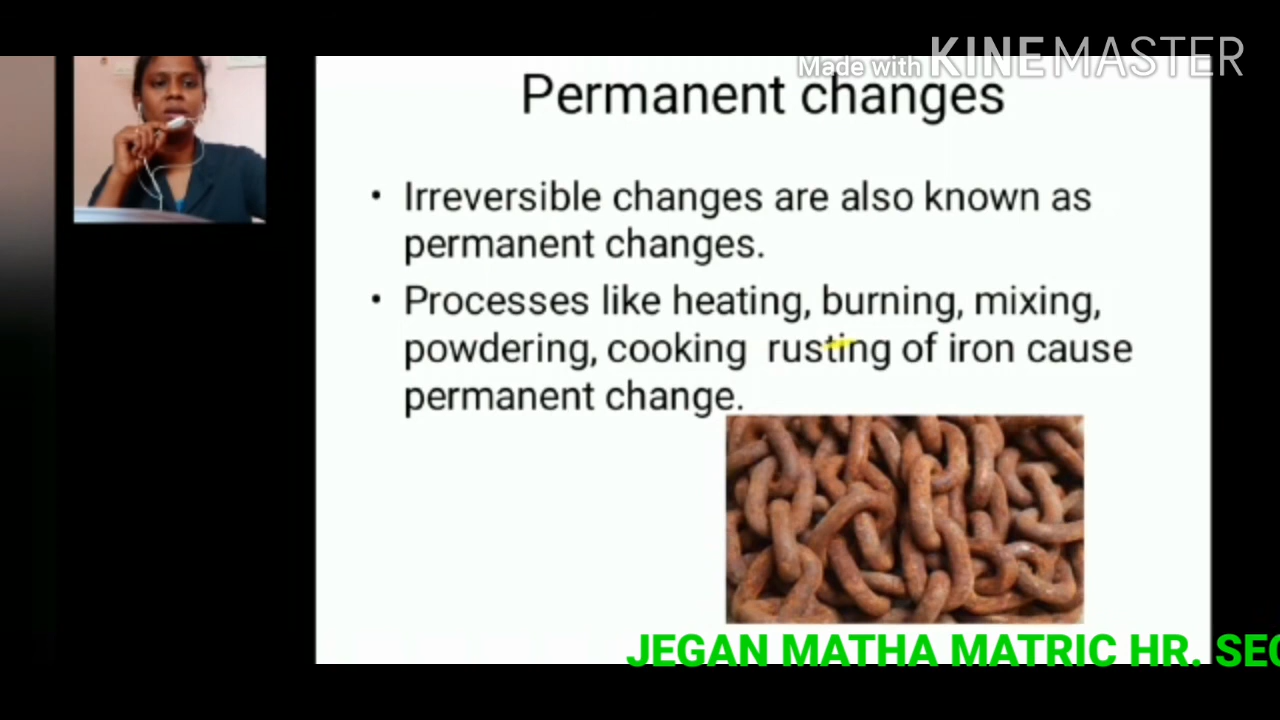 Made with KINEMASTER
Permanent changes
• Irreversible changes are also known as
permanent changes.
• Processes like heating, burning, mixing,
powdering, cooking rusting of iron cause
permanent change.
JEGAN MATHA MATRIC HR. SEC